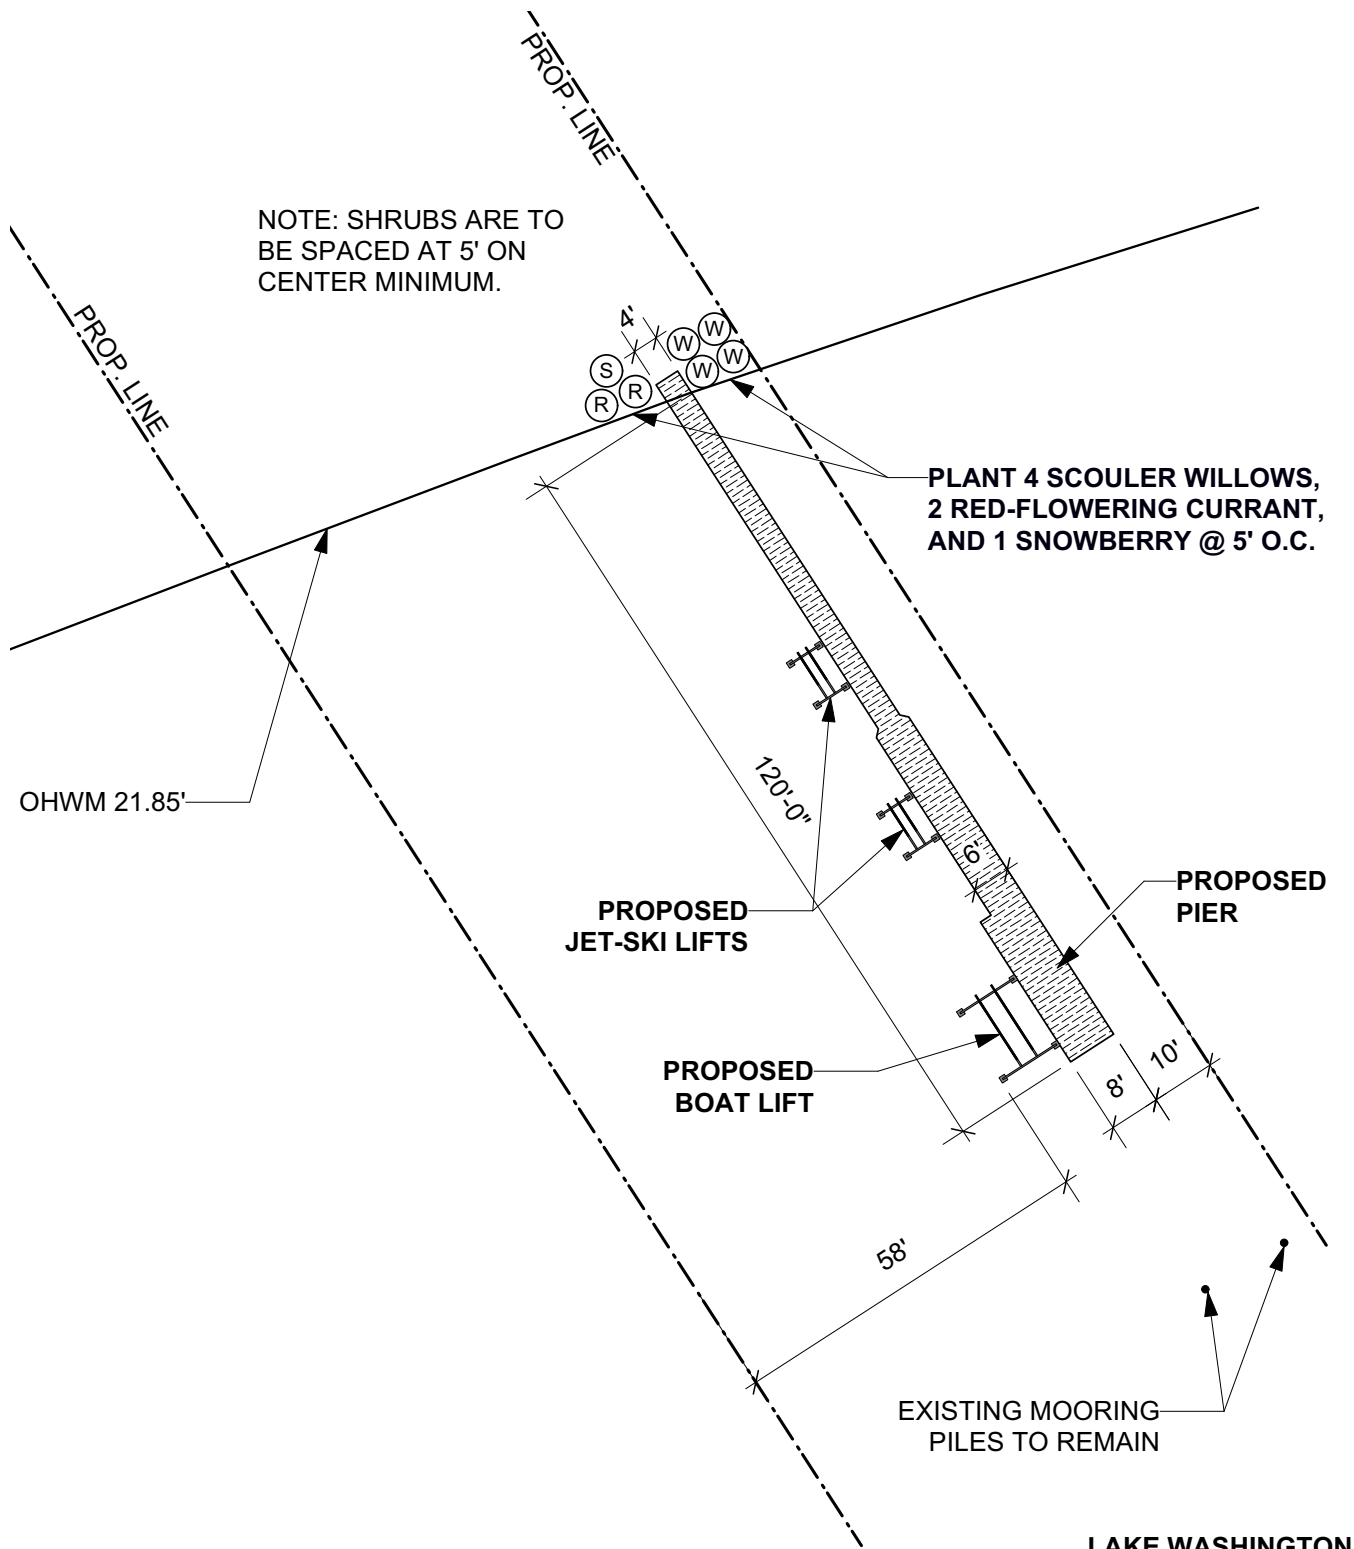 PROP. LINE
NOTE: SHRUBS ARE TO
BE SPACED AT 5' ON
CENTER MINIMUM.
PROP. LINE
4'
W
W
S
W
W
R
R
PLANT 4 SCOULER WILLOWS,
2 RED-FLOWERING CURRANT,
AND 1 SNOWBERRY @ 5' O.C.
OHWM 21.85'
120'-0"
6'
PROPOSED
JET-SKI LIFTS
PROPOSED
PIER
PROPOSED
BOAT LIFT
10'
8'
58'
EXISTING MOORING
PILES TO REMAIN
LAKE WASHINGTON